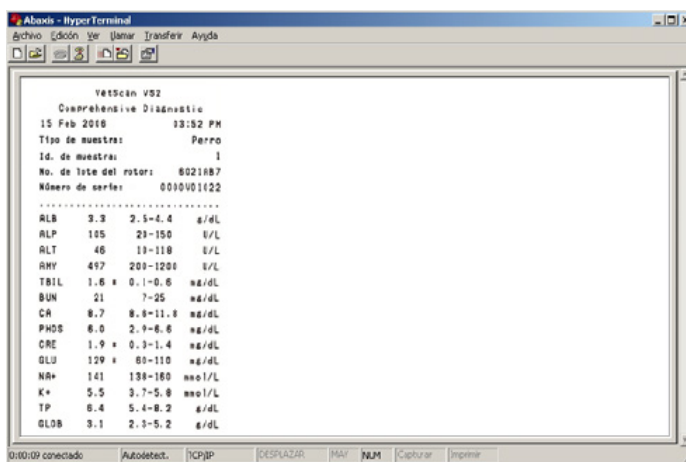 Abaxis - HyperTerminal
Archivo Edición Ver Llamar Transferir Ayuda
VetScan VS2
Comprehensive Diagnostic
15 Feb 2006 03:52 PM
Tipo de muestra: Perro
Id. de muestra: 1
No. de lote del rotor: 6021AB7
Número de serie: 0000V01022
ALB 3.3 2.5-4.4 g/dL
ALP 105 20-150 U/L
ALT 46 10-118 U/L
AMY 497 200-1200 U/L
TBIL 1.6 * 0.1-0.6 mg/dL
BUN 21 7-25 mg/dL
CA 8.7 8.6-11.8 mg/dL
PHOS 6.0 2.9-6.6 mg/dL
CRE 1.9 * 0.3-1.4 mg/dL
GLU 129 * 60-110 mg/dL
NA+ 141 138-160 mmol/L
K+ 5.5 3.7-5.8 mmol/L
TP 6.4 5.4-8.2 g/dL
GLOB 3.1 2.3-5.2 g/dL
0:00:09 conectado Autodetect. TCP/IP DESPLAZAR MAY NUM Capturar Imprimir